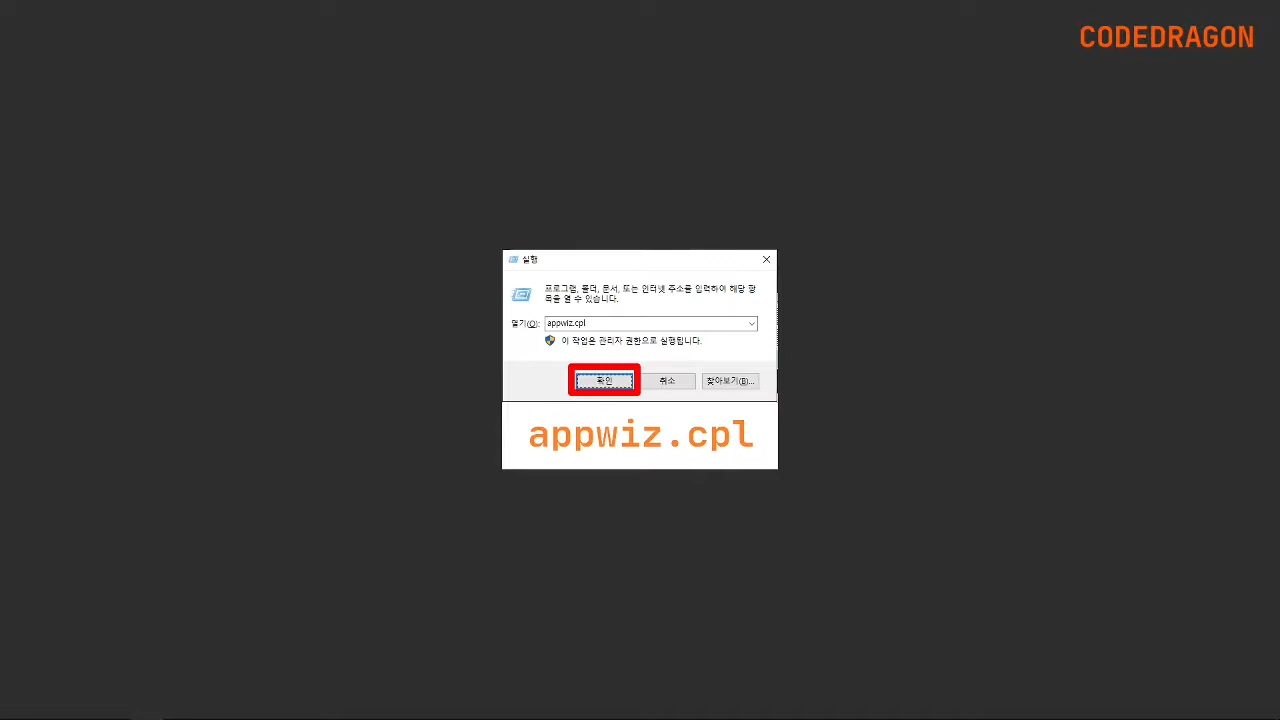 CODEDRAGON
실행
프로그램, 폴더, 문서, 또는 인터넷 주소을 입력하여 해당 항
목을 열 수 있습니다.
열기(O): appwiz.cpl
이 작업은 관리자 권한으로 실행됩니다.
확인 취소 찾아보기(B)...
appwiz.cpl